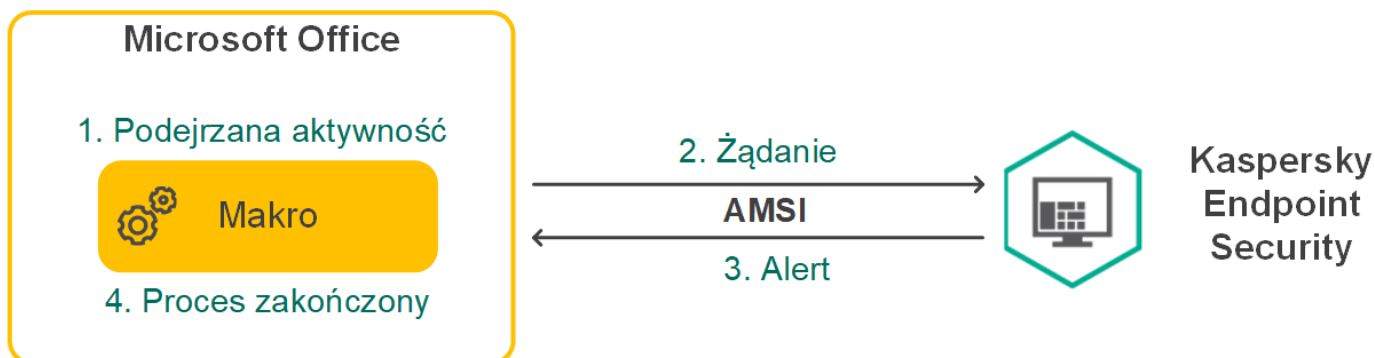 Microsoft Office
1. Podejrzana aktywność
Makro
4. Proces zakończony
2. Żądanie
AMSI
3. Alert
Kaspersky
Endpoint
Security